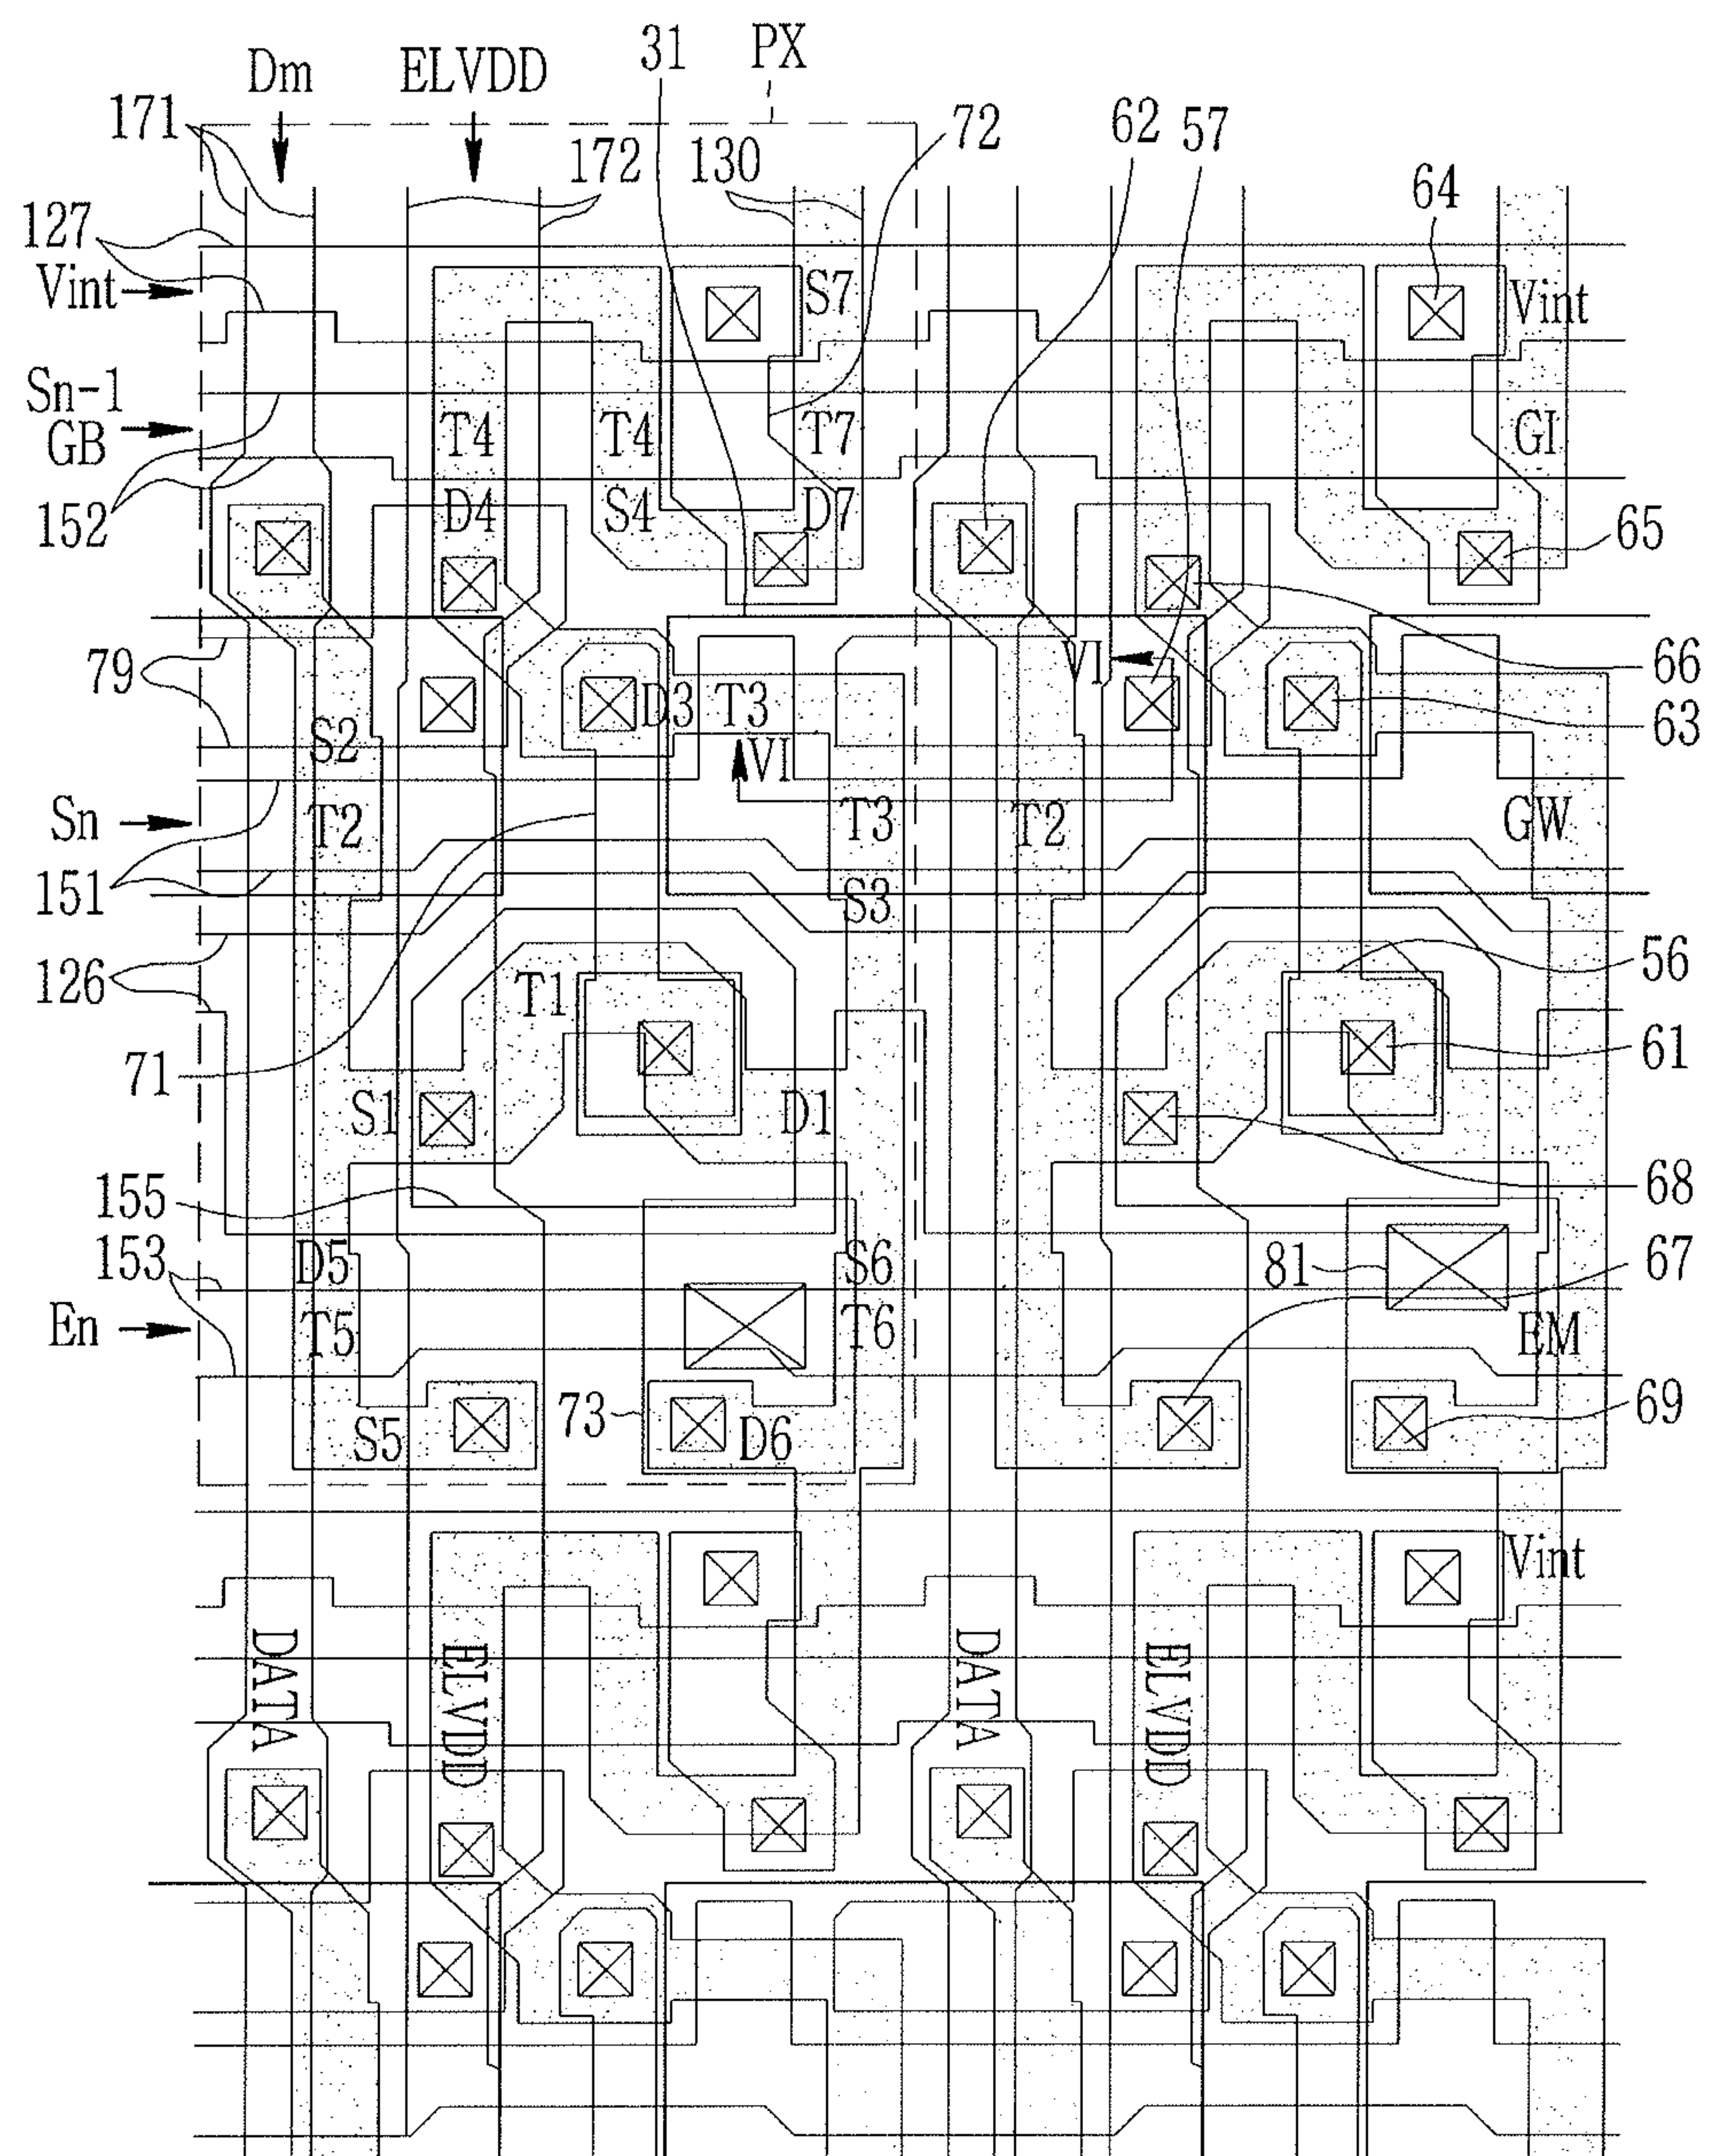 31
PX
Dm
ELVDD
171
172
130
72
62
57
64
127
Vint
S7
Vint
Sn-1
GB
T4
T4
T7
GI
152
D4
S4
D7
65
79
VI
66
S2
D3
T3
63
VI
Sn
T2
T3
T2
GW
151
S3
126
T1
56
71
S1
D1
61
155
68
153
D5
S6
81
67
En
T5
T6
EM
73
S5
D6
69
Vint
DATA
ELVDD
DATA
ELVDD